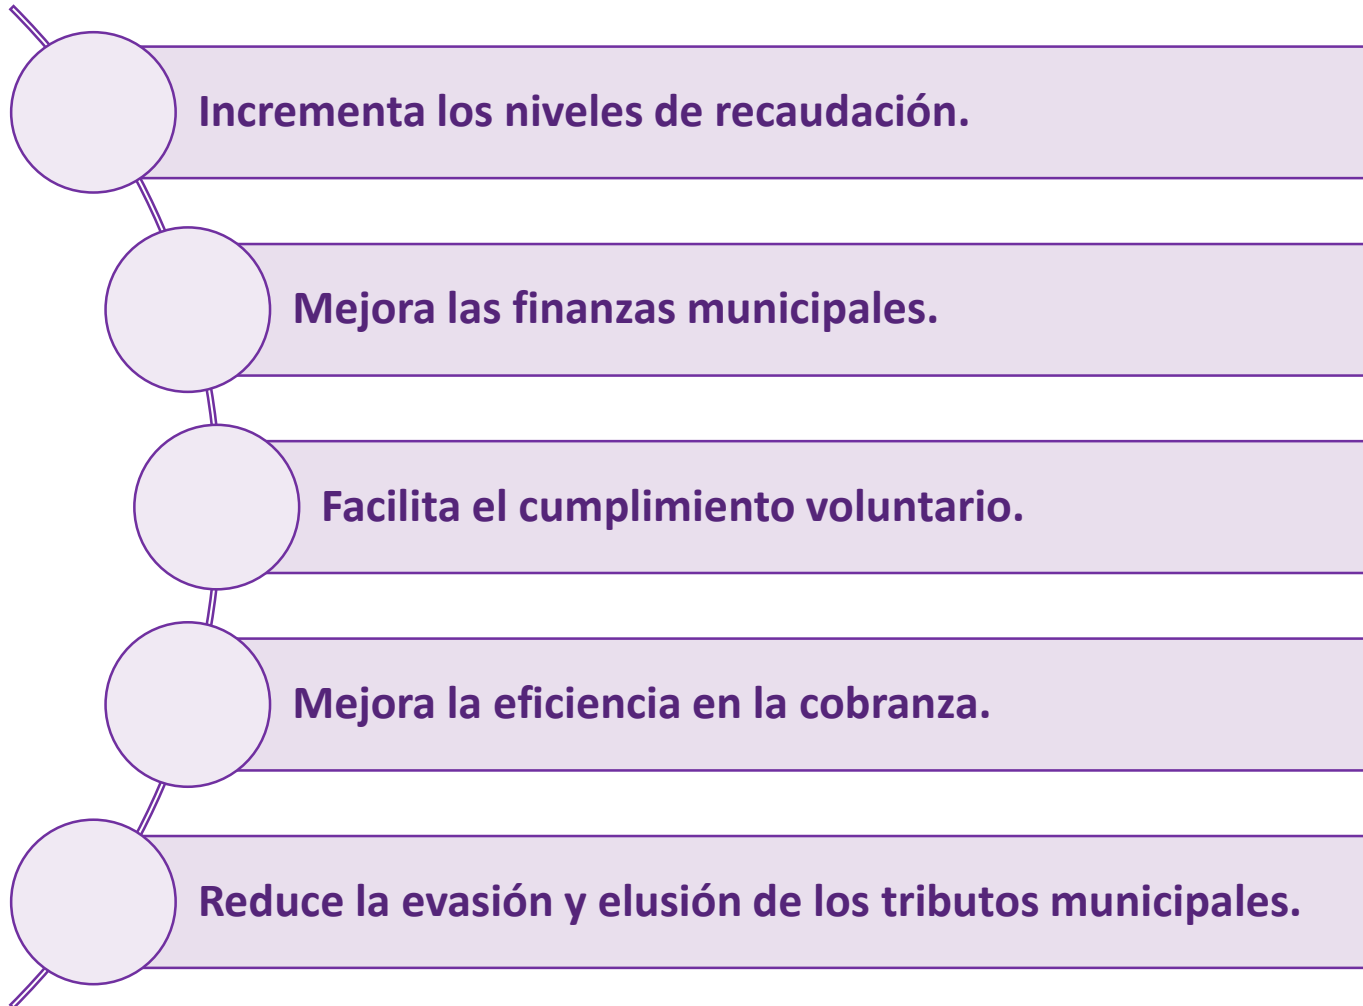 Incrementa los niveles de recaudación.
Mejora las finanzas municipales.
Facilita el cumplimiento voluntario.
Mejora la eficiencia en la cobranza.
Reduce la evasión y elusión de los tributos municipales.